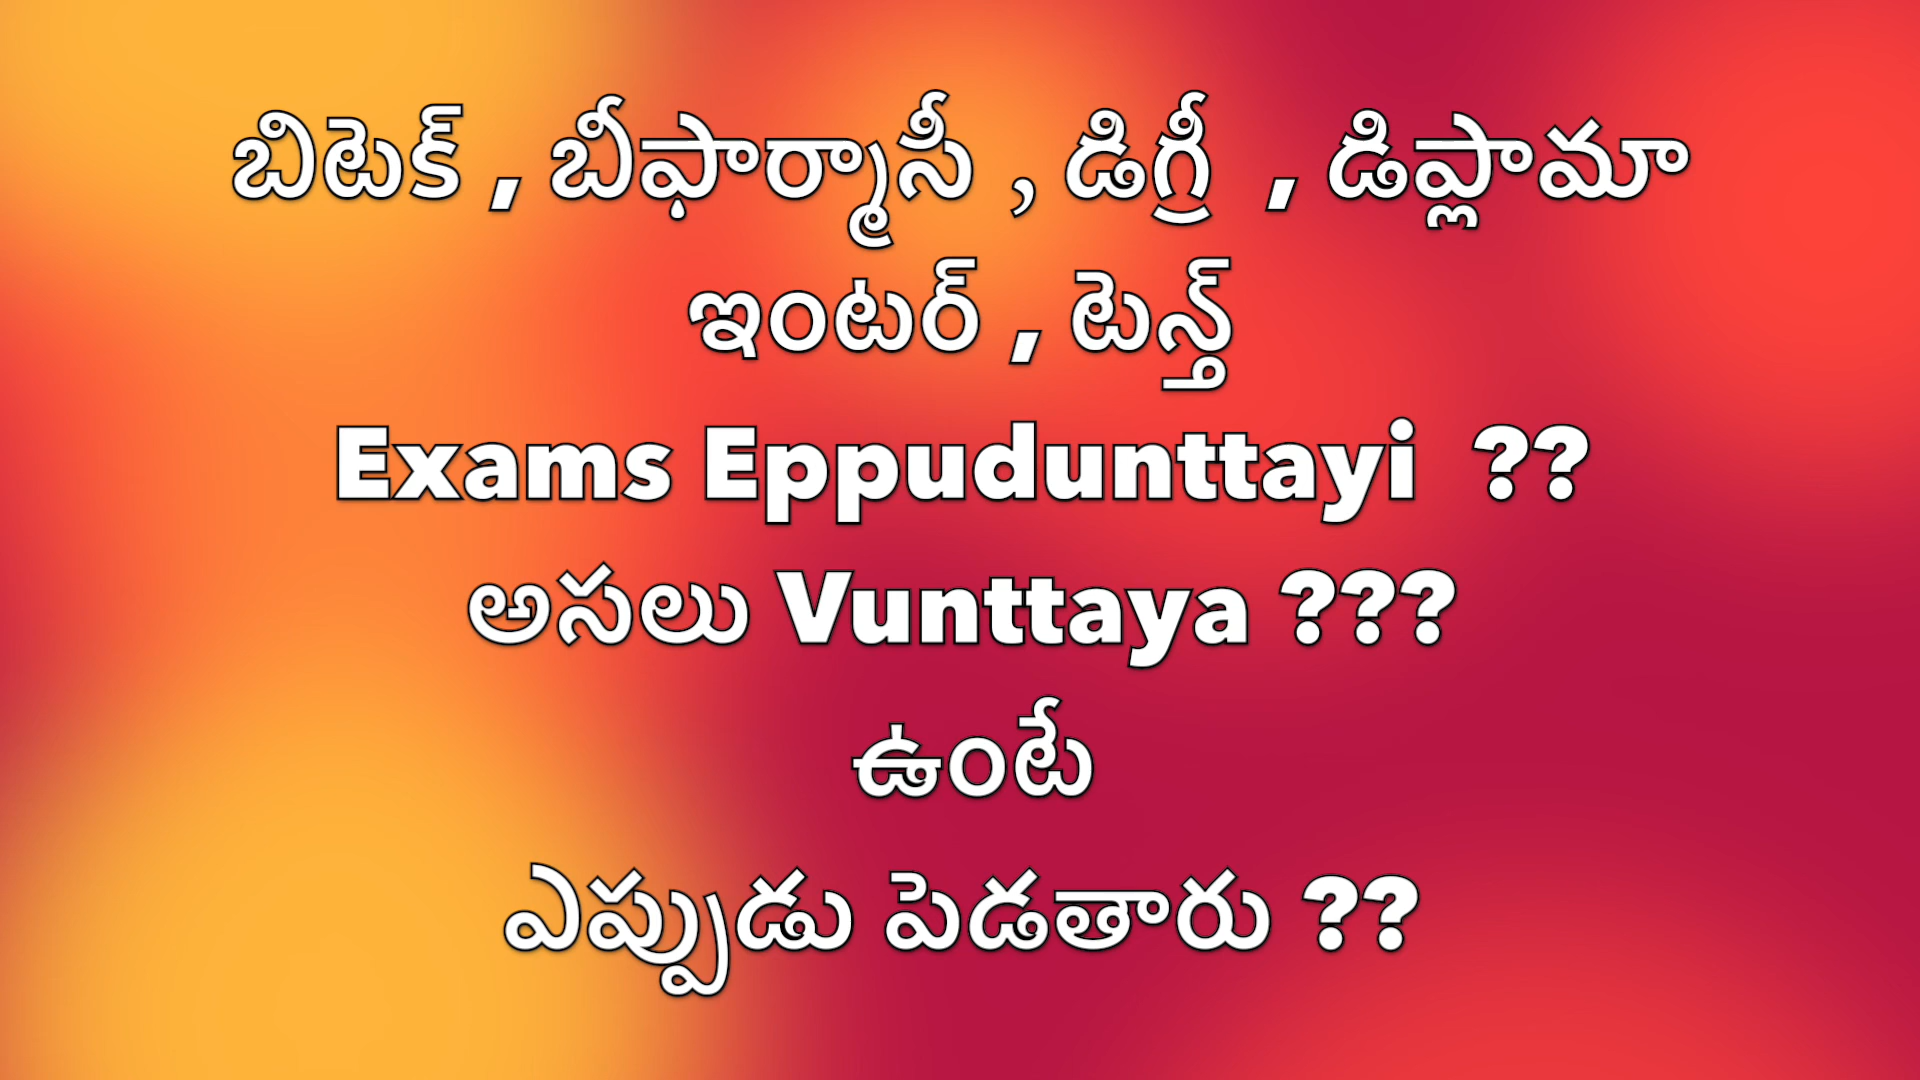 బిటెక్ , బీఫార్మాసీ , డిగ్రీ , డిప్లామా
ఇంటర్ , టెన్త్
Exams Eppudunttayi ??
అసలు Vunttaya ???
ఉంటే
ఎప్పుడు పెడతారు ??